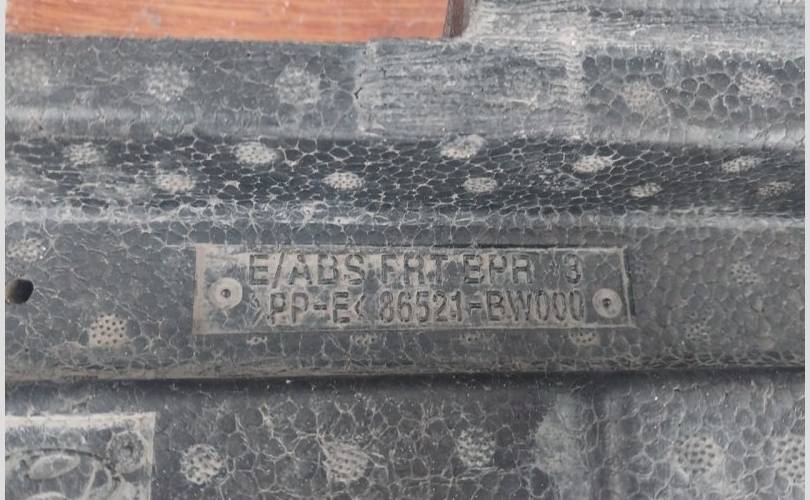 E/ABS FRT BPR 3
>PP-E< 86521-BW000